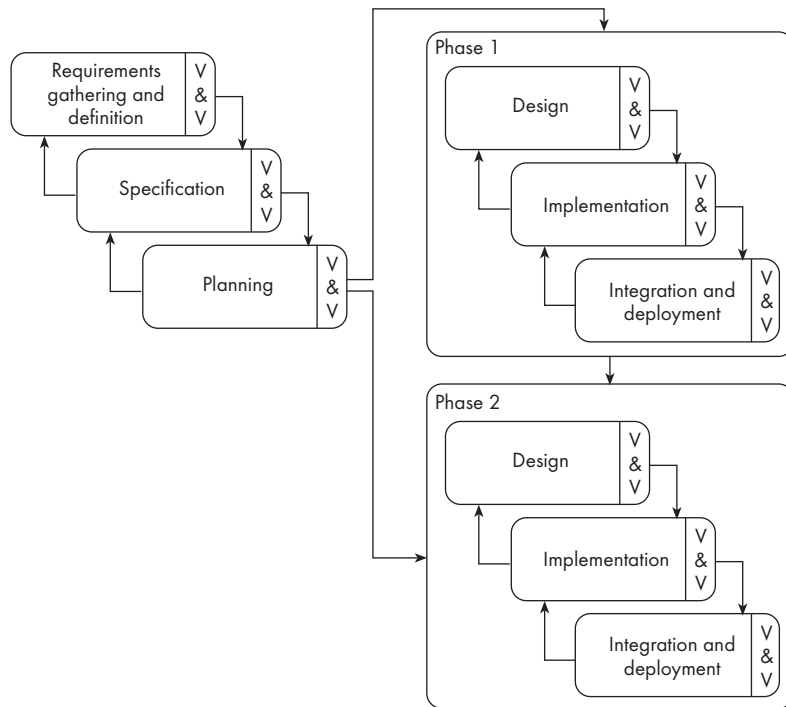 Requirements
gathering and
definition
V
&
V
Specification
V
&
V
Planning
V
&
V
Phase 1
Design
V
&
V
Implementation
V
&
V
Integration and
deployment
V
&
V
Phase 2
Design
V
&
V
Implementation
V
&
V
Integration and
deployment
V
&
V